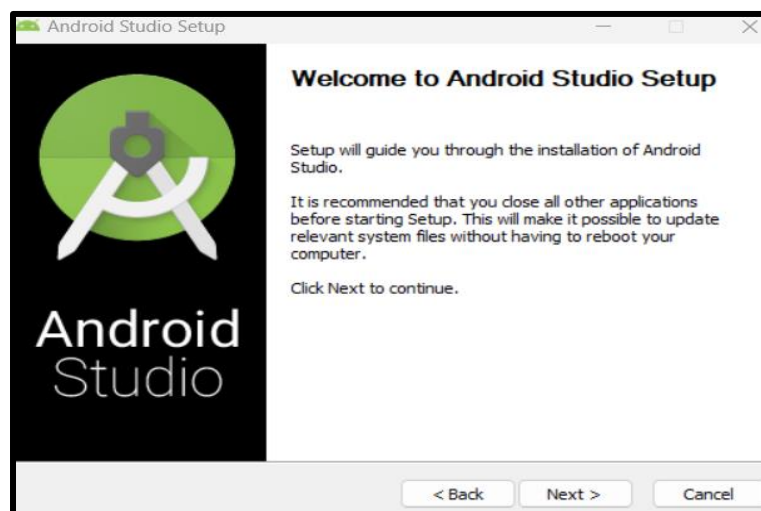 Android Studio Setup
Welcome to Android Studio Setup
Setup will guide you through the installation of Android
Studio.
It is recommended that you close all other applications
before starting Setup. This will make it possible to update
relevant system files without having to reboot your
computer.
Click Next to continue.
Android
Studio
< Back Next > Cancel